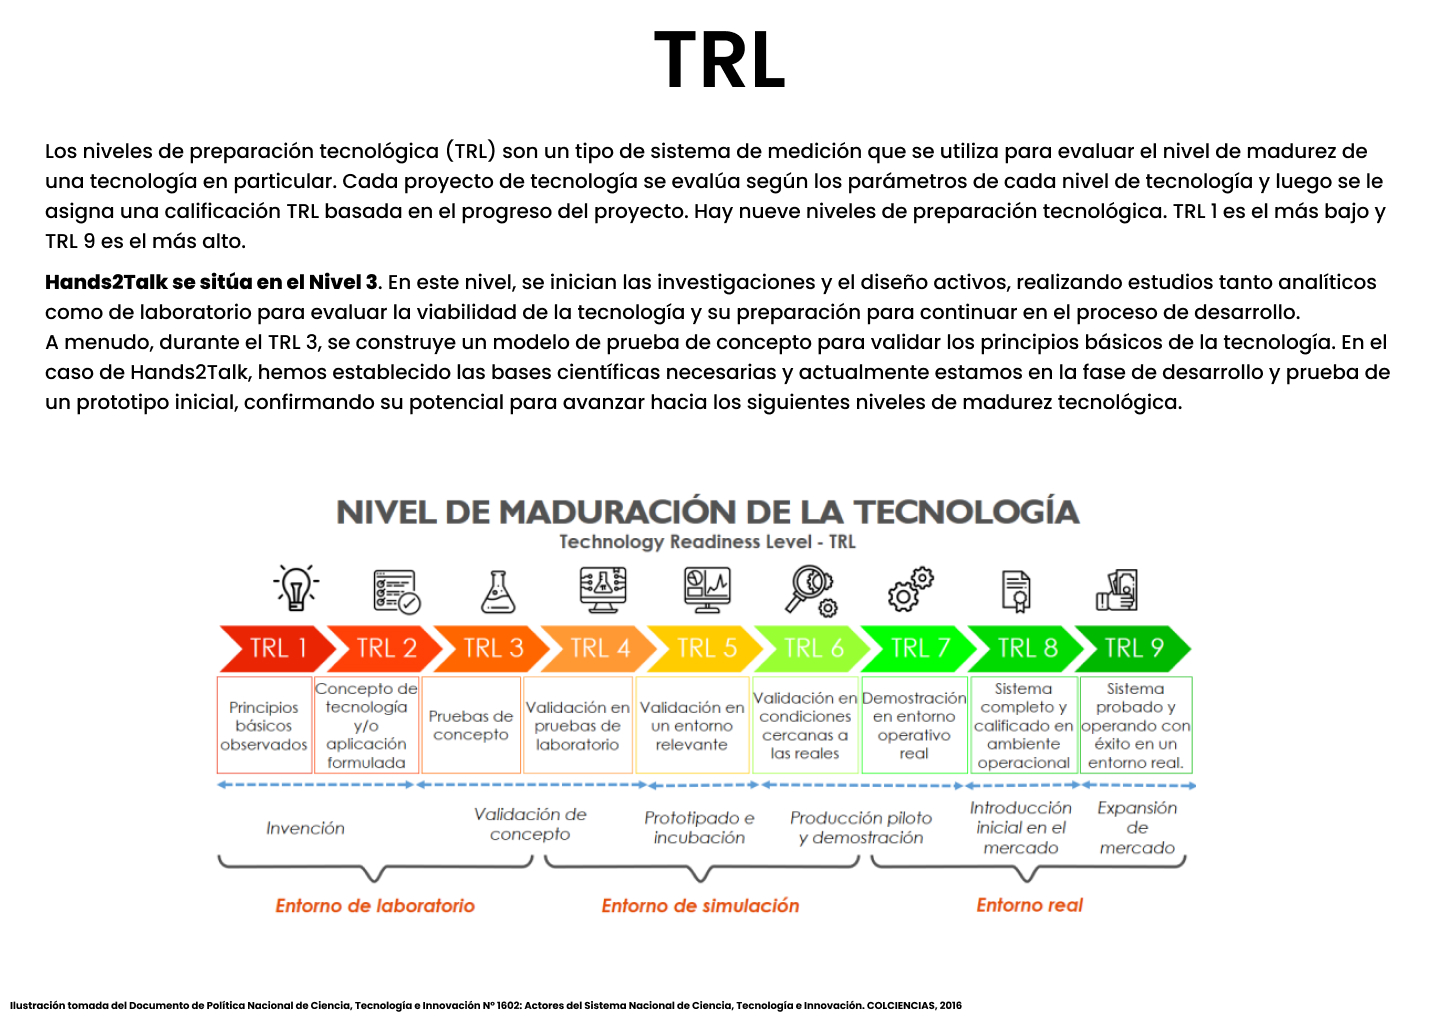 TRL
Los niveles de preparación tecnológica (TRL) son un tipo de sistema de medición que se utiliza para evaluar el nivel de madurez de
una tecnología en particular. Cada proyecto de tecnología se evalúa según los parámetros de cada nivel de tecnología y luego se le
asigna una calificación TRL basada en el progreso del proyecto. Hay nueve niveles de preparación tecnológica. TRL 1 es el más bajo y
TRL 9 es el más alto.
Hands2Talk se sitúa en el Nivel 3. En este nivel, se inician las investigaciones y el diseño activos, realizando estudios tanto analíticos
como de laboratorio para evaluar la viabilidad de la tecnología y su preparación para continuar en el proceso de desarrollo.
A menudo, durante el TRL 3, se construye un modelo de prueba de concepto para validar los principios básicos de la tecnología. En el
caso de Hands2Talk, hemos establecido las bases científicas necesarias y actualmente estamos en la fase de desarrollo y prueba de
un prototipo inicial, confirmando su potencial para avanzar hacia los siguientes niveles de madurez tecnológica.
NIVEL DE MADURACIÓN DE LA TECNOLOGÍA
Technology Readiness Level - TRL
TRL 1
TRL 2
TRL 3
TRL 4
TRL 5
TRL 6
TRL 7
TRL 8
TRL 9
Principios
básicos
observados
Concepto de
tecnología
y/o
aplicación
formulada
Pruebas de
concepto
Validación en
pruebas de
laboratorio
Validación en
un entorno
relevante
Validación en
condiciones
cercanas a
las reales
Demostración
en entorno
operativo
real
Sistema
completo y
calificado en
ambiente
operacional
Sistema
probado y
operando con
éxito en un
entorno real.
Invención
Validación de
concepto
Prototipado e
incubación
Producción piloto
y demostración
Introducción
inicial en el
mercado
Expansión
de
mercado
Entorno de laboratorio
Entorno de simulación
Entorno real
Ilustración tomada del Documento de Política Nacional de Ciencia, Tecnología e Innovación Nº 1602: Actores del Sistema Nacional de Ciencia, Tecnología e Innovación. COLCIENCIAS, 2016